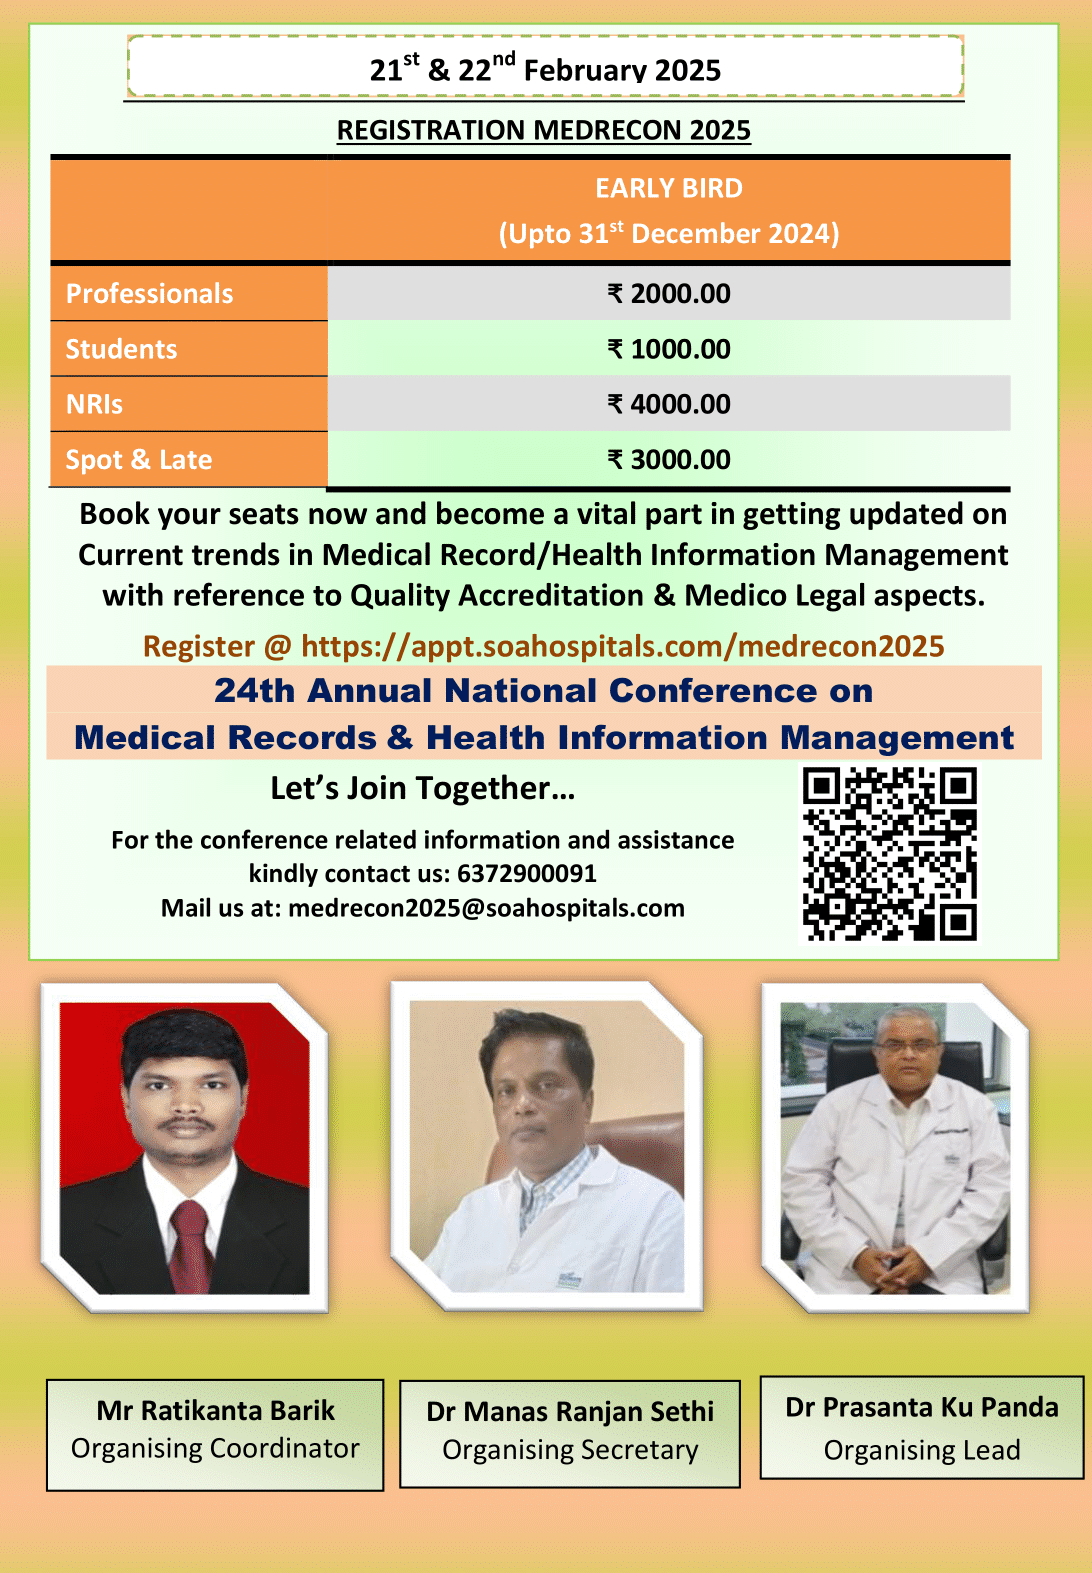 21st & 22nd February 2025
REGISTRATION MEDRECON 2025
EARLY BIRD
(Upto 31st December 2024)
Professionals ₹ 2000.00
Students ₹ 1000.00
NRIs ₹ 4000.00
Spot & Late ₹ 3000.00
Book your seats now and become a vital part in getting updated on
Current trends in Medical Record/Health Information Management
with reference to Quality Accreditation & Medico Legal aspects.
Register @ https://appt.soahospitals.com/medrecon2025
24th Annual National Conference on
Medical Records & Health Information Management
Let’s Join Together...
For the conference related information and assistance
kindly contact us: 6372900091
Mail us at: medrecon2025@soahospitals.com
Mr Ratikanta Barik
Organising Coordinator
Dr Manas Ranjan Sethi
Organising Secretary
Dr Prasanta Ku Panda
Organising Lead